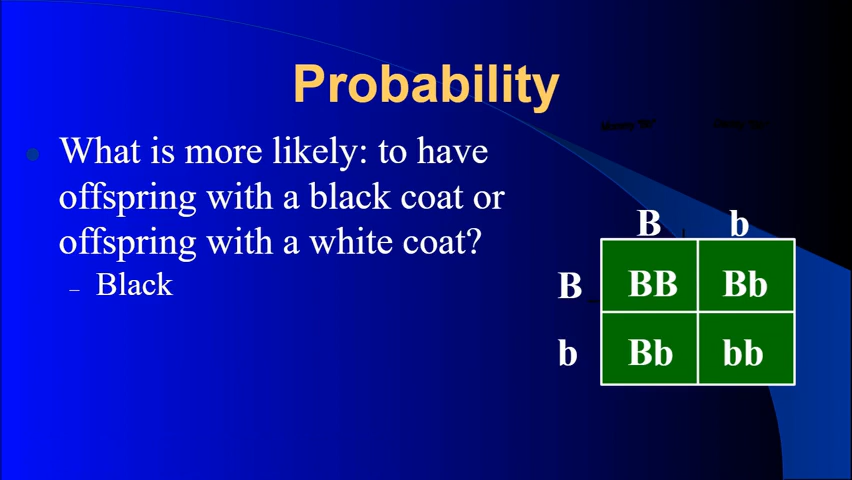 Probability
What is more likely: to have
offspring with a black coat or
offspring with a white coat?
– Black
B b
B BB Bb
b Bb bb